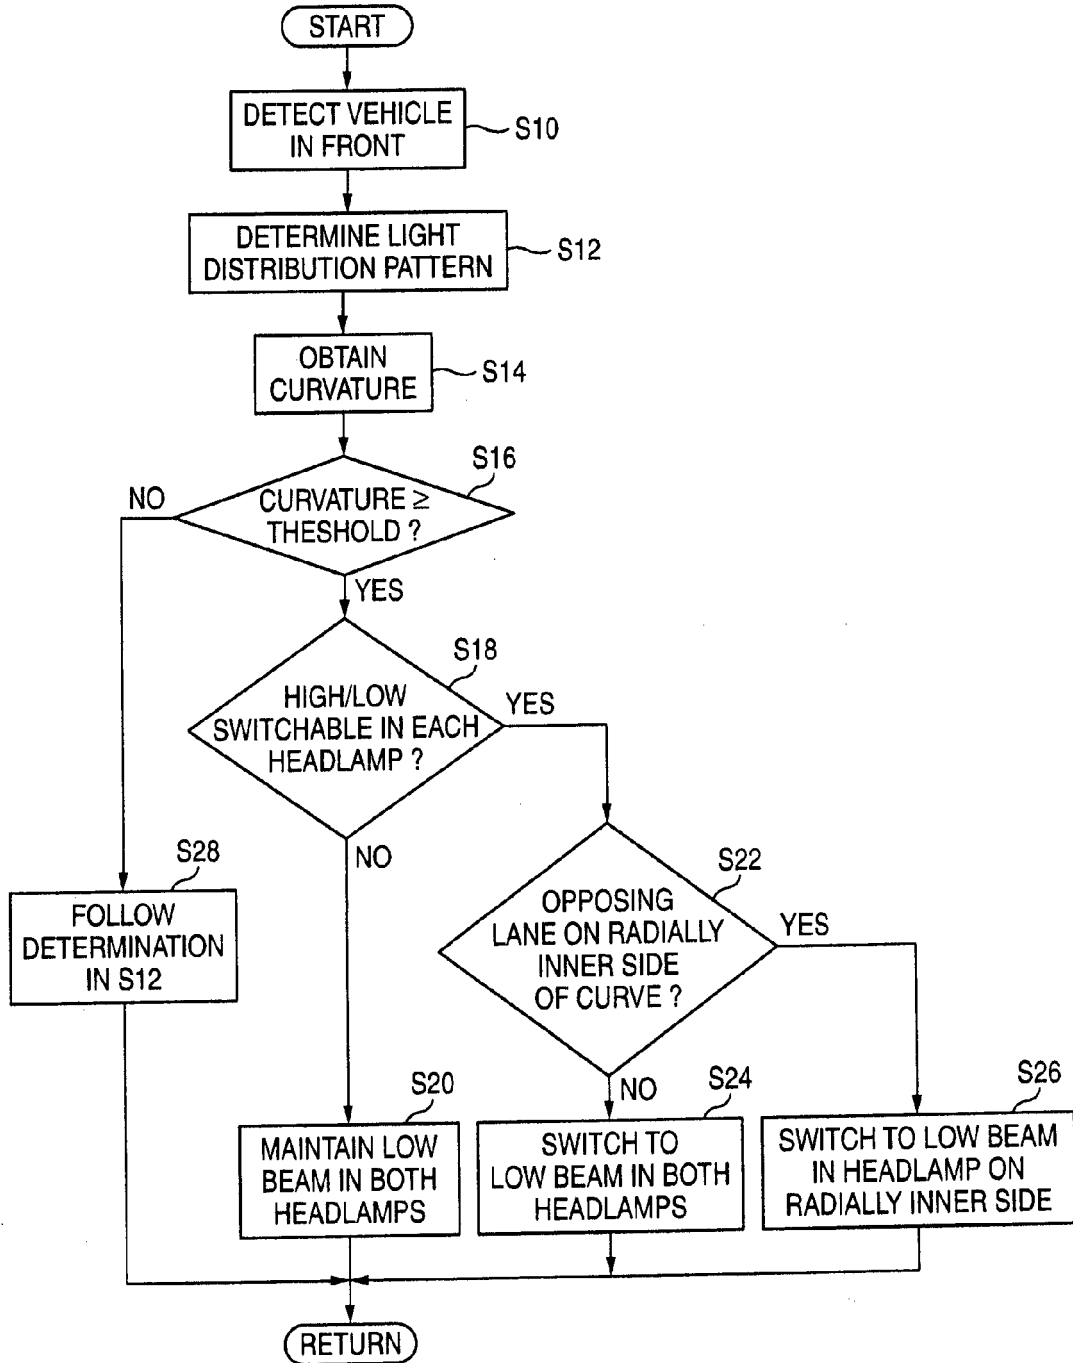 START
DETECT VEHICLE
IN FRONT
S10
DETERMINE LIGHT
DISTRIBUTION PATTERN
S12
OBTAIN
CURVATURE
S14
S16
NO
CURVATURE ≧
THESHOLD ?
YES
S18
HIGH/LOW
SWITCHABLE IN EACH
HEADLAMP ?
YES
NO
S28
FOLLOW
DETERMINATION
IN S12
S22
OPPOSING
LANE ON RADIALLY
INNER SIDE
OF CURVE ?
YES
NO
S20
MAINTAIN LOW
BEAM IN BOTH
HEADLAMPS
S24
SWITCH TO
LOW BEAM IN BOTH
HEADLAMPS
S26
SWITCH TO LOW BEAM
IN HEADLAMP ON
RADIALLY INNER SIDE
RETURN